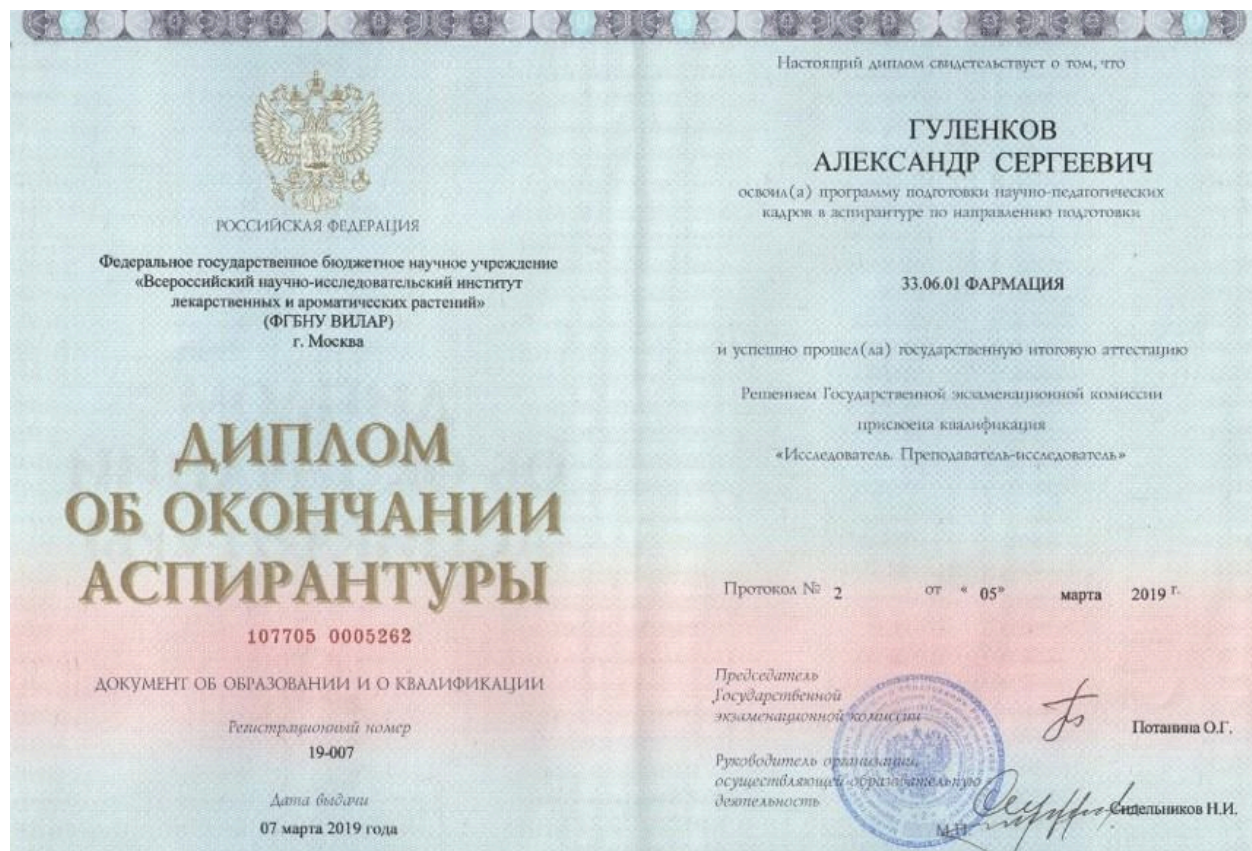 РОССИЙСКАЯ ФЕДЕРАЦИЯ
Федеральное государственное бюджетное научное учреждение
«Всероссийский научно-исследовательский институт
лекарственных и ароматических растений»
(ФГБНУ ВИЛАР)
г. Москва
ДИПЛОМ
ОБ ОКОНЧАНИИ
АСПИРАНТУРЫ
107705 0005262
ДОКУМЕНТ ОБ ОБРАЗОВАНИИ И О КВАЛИФИКАЦИИ
Регистрационный номер
19-007
Дата выдачи
07 марта 2019 года
Настоящий диплом свидетельствует о том, что
ГУЛЕНКОВ
АЛЕКСАНДР СЕРГЕЕВИЧ
освоил(а) программу подготовки научно-педагогических
кадров в аспирантуре по направлению подготовки
33.06.01 ФАРМАЦИЯ
и успешно прошел(ла) государственную итоговую аттестацию
Решением Государственной экзаменационной комиссии
присвоена квалификация
«Исследователь. Преподаватель-исследователь»
Протокол № 2 от « 05» марта 2019 г.
Председатель
Государственной
экзаменационной комиссии
Потанина О.Г.
Руководитель организации,
осуществляющей образовательную
деятельность
Сидельников Н.И.
М.П.